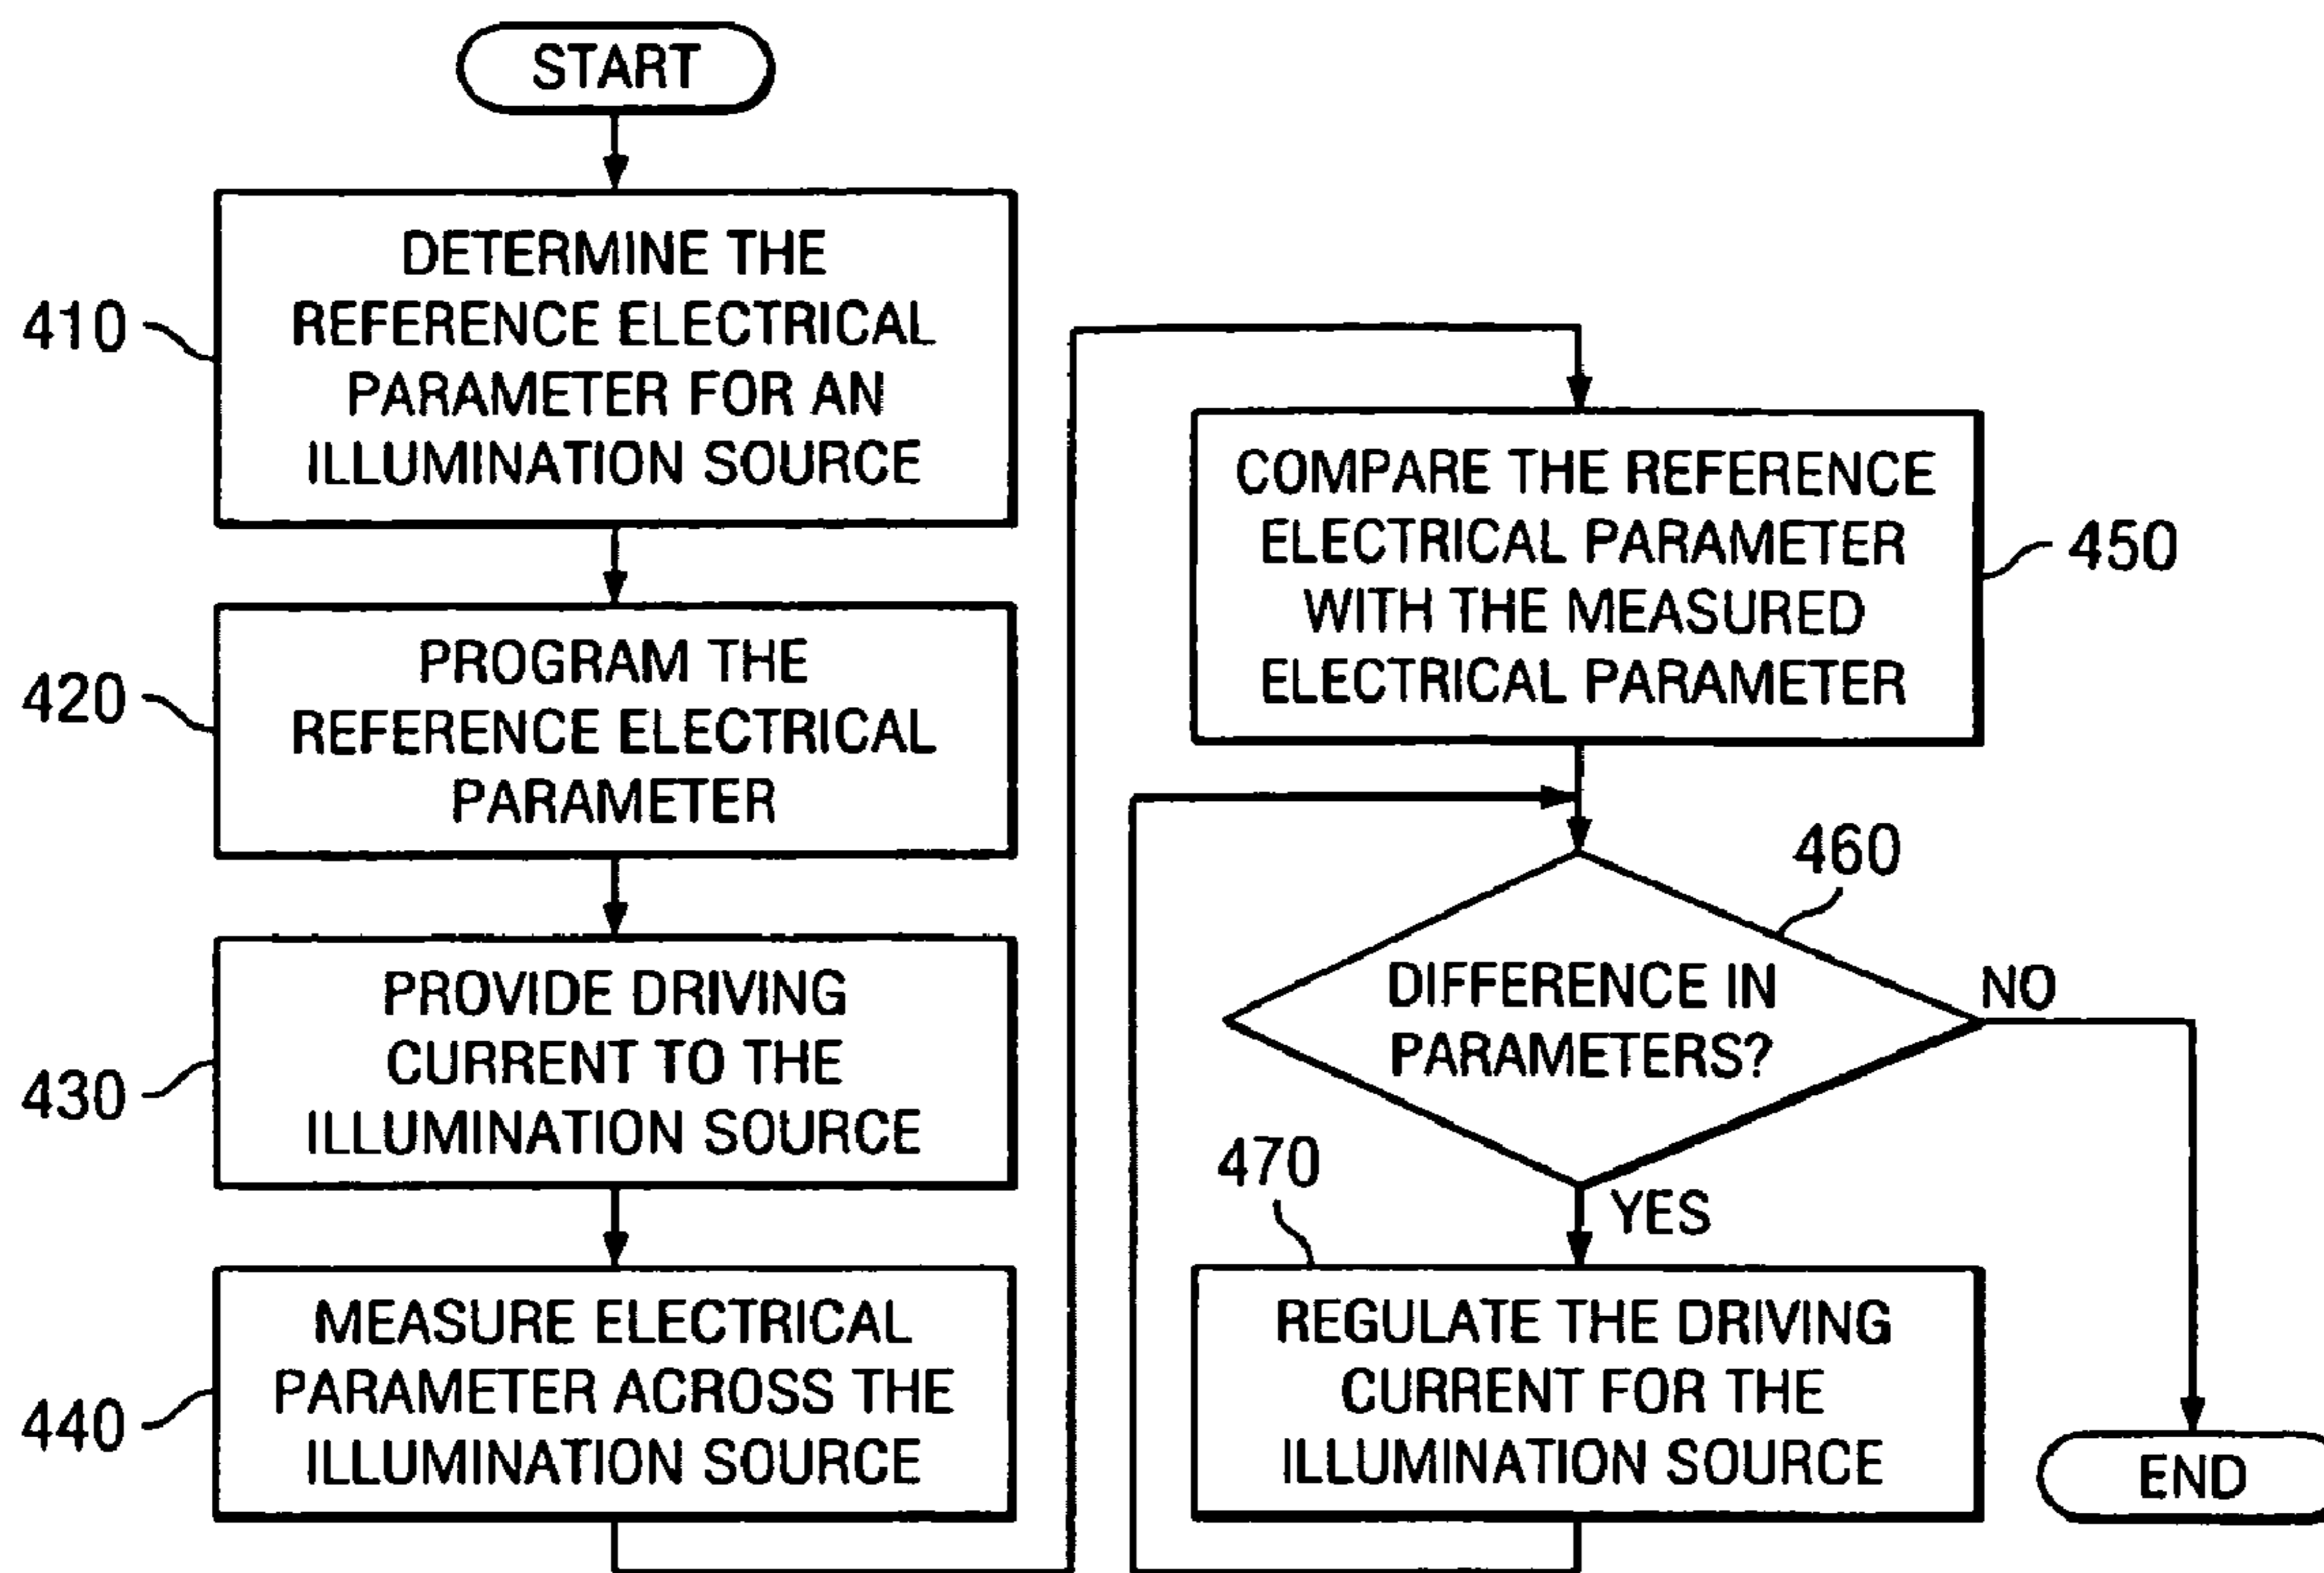 START
410
DETERMINE THE
REFERENCE ELECTRICAL
PARAMETER FOR AN
ILLUMINATION SOURCE
420
PROGRAM THE
REFERENCE ELECTRICAL
PARAMETER
430
PROVIDE DRIVING
CURRENT TO THE
ILLUMINATION SOURCE
440
MEASURE ELECTRICAL
PARAMETER ACROSS THE
ILLUMINATION SOURCE
COMPARE THE REFERENCE
ELECTRICAL PARAMETER
WITH THE MEASURED
ELECTRICAL PARAMETER
450
460
DIFFERENCE IN
PARAMETERS?
NO
YES
470
REGULATE THE DRIVING
CURRENT FOR THE
ILLUMINATION SOURCE
END